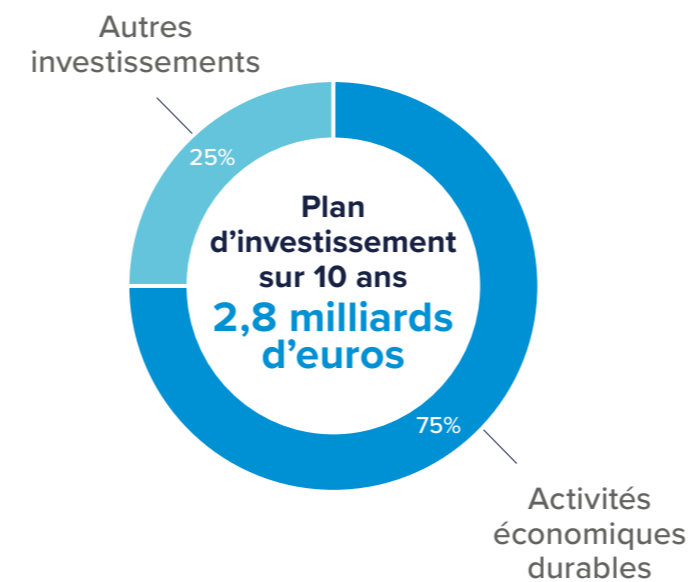 Autres
investissements
25%
Plan
d’investissement
sur 10 ans
2,8 milliards
d’euros
75%
Activités
économiques
durables